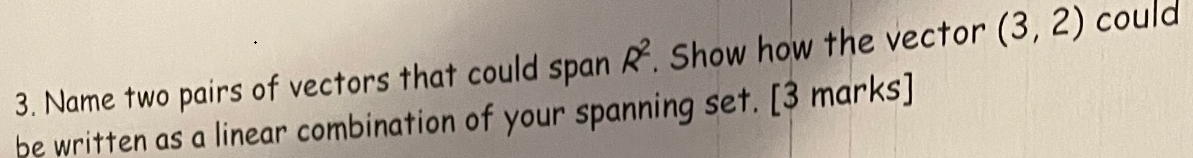 3. Name two pairs of vectors that could span R². Show how the vector (3, 2) could
be written as a linear combination of your spanning set. [3 marks]